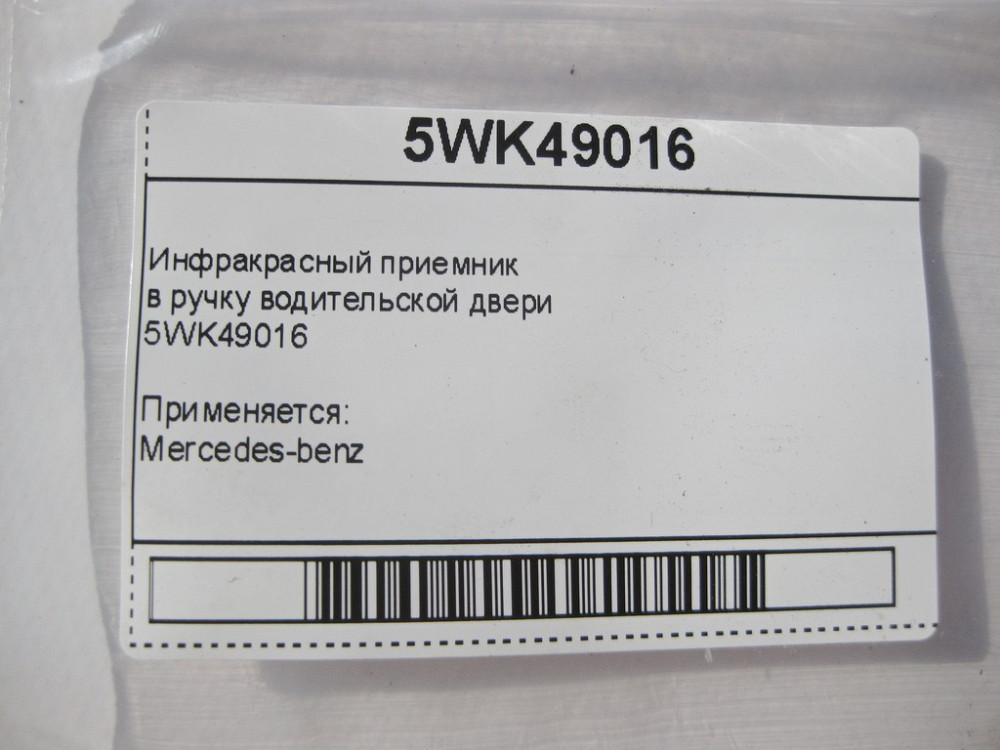 5WK49016
Инфракрасный приемник
в ручку водительской двери
5WK49016
Применяется:
Mercedes-benz